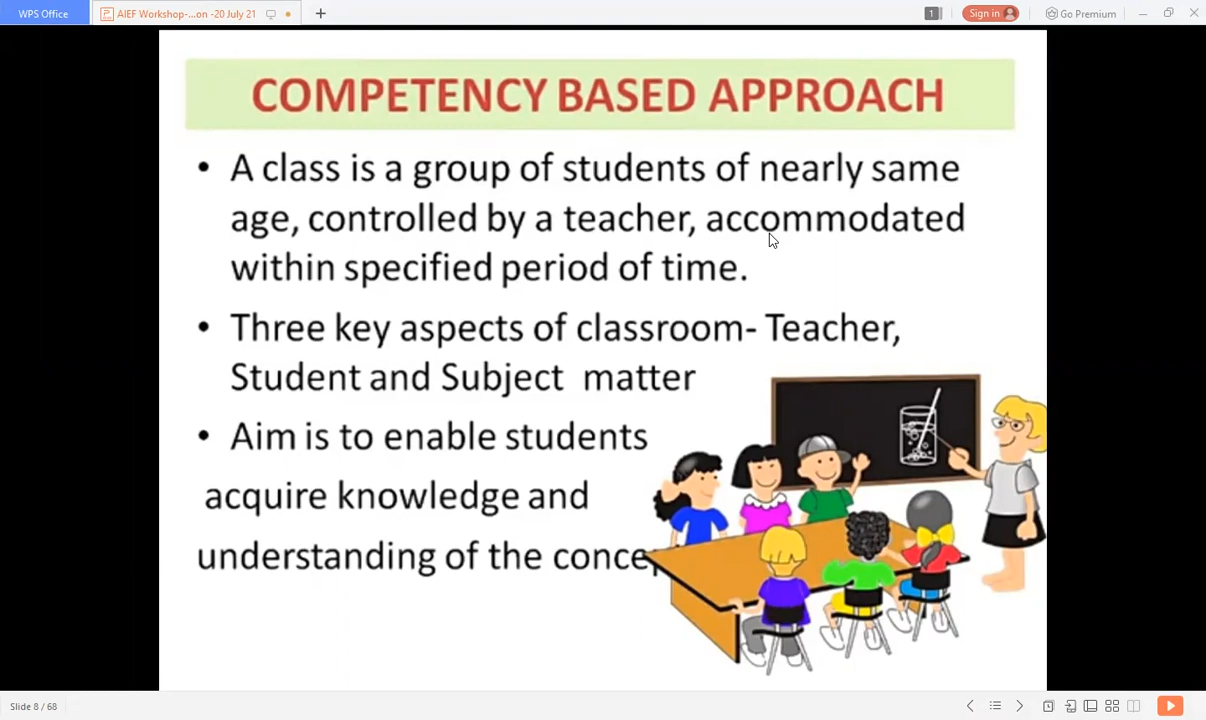 WPS Office
AIEF Workshop-...on -20 July 21
1
Sign in
Go Premium
COMPETENCY BASED APPROACH
• A class is a group of students of nearly same
age, controlled by a teacher, accommodated
within specified period of time.
• Three key aspects of classroom- Teacher,
Student and Subject matter
• Aim is to enable students
acquire knowledge and
understanding of the
Slide 8 / 68